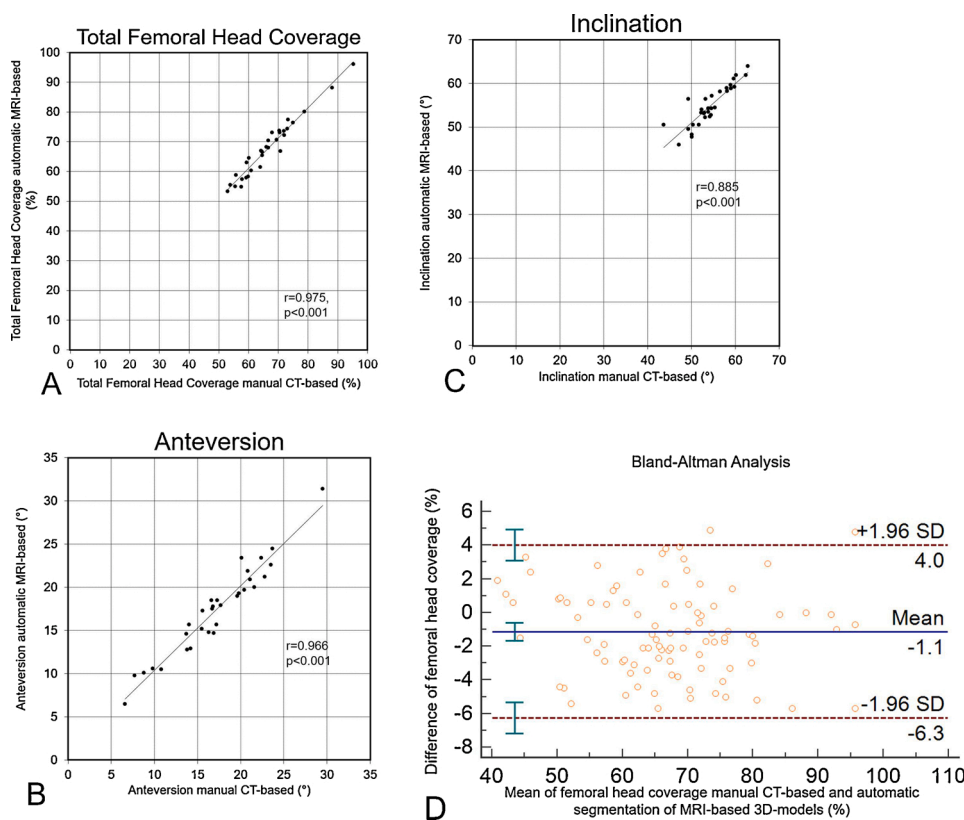 Total Femoral Head Coverage
100
90
80
70
60
50
40
30
20
10
0
Total Femoral Head Coverage automatic MRI-based
(%)
r=0.975,
p<0.001
0 10 20 30 40 50 60 70 80 90 100
Total Femoral Head Coverage manual CT-based (%)
A
Inclination
70
60
50
40
30
20
10
0
Inclination automatic MRI-based (°)
r=0.885
p<0.001
0 10 20 30 40 50 60 70
Inclination manual CT-based (°)
C
Anteversion
35
30
25
20
15
10
5
0
Anteversion automatic MRI-based (°)
r=0.966
p<0.001
0 5 10 15 20 25 30 35
Anteversion manual CT-based (°)
B
Bland-Altman Analysis
Difference of femoral head coverage (%)
6
4
2
0
-2
-4
-6
-8
+1.96 SD
4.0
Mean
-1.1
-1.96 SD
-6.3
40 50 60 70 80 90 100 110
Mean of femoral head coverage manual CT-based and automatic
segmentation of MRI-based 3D-models (%)
D